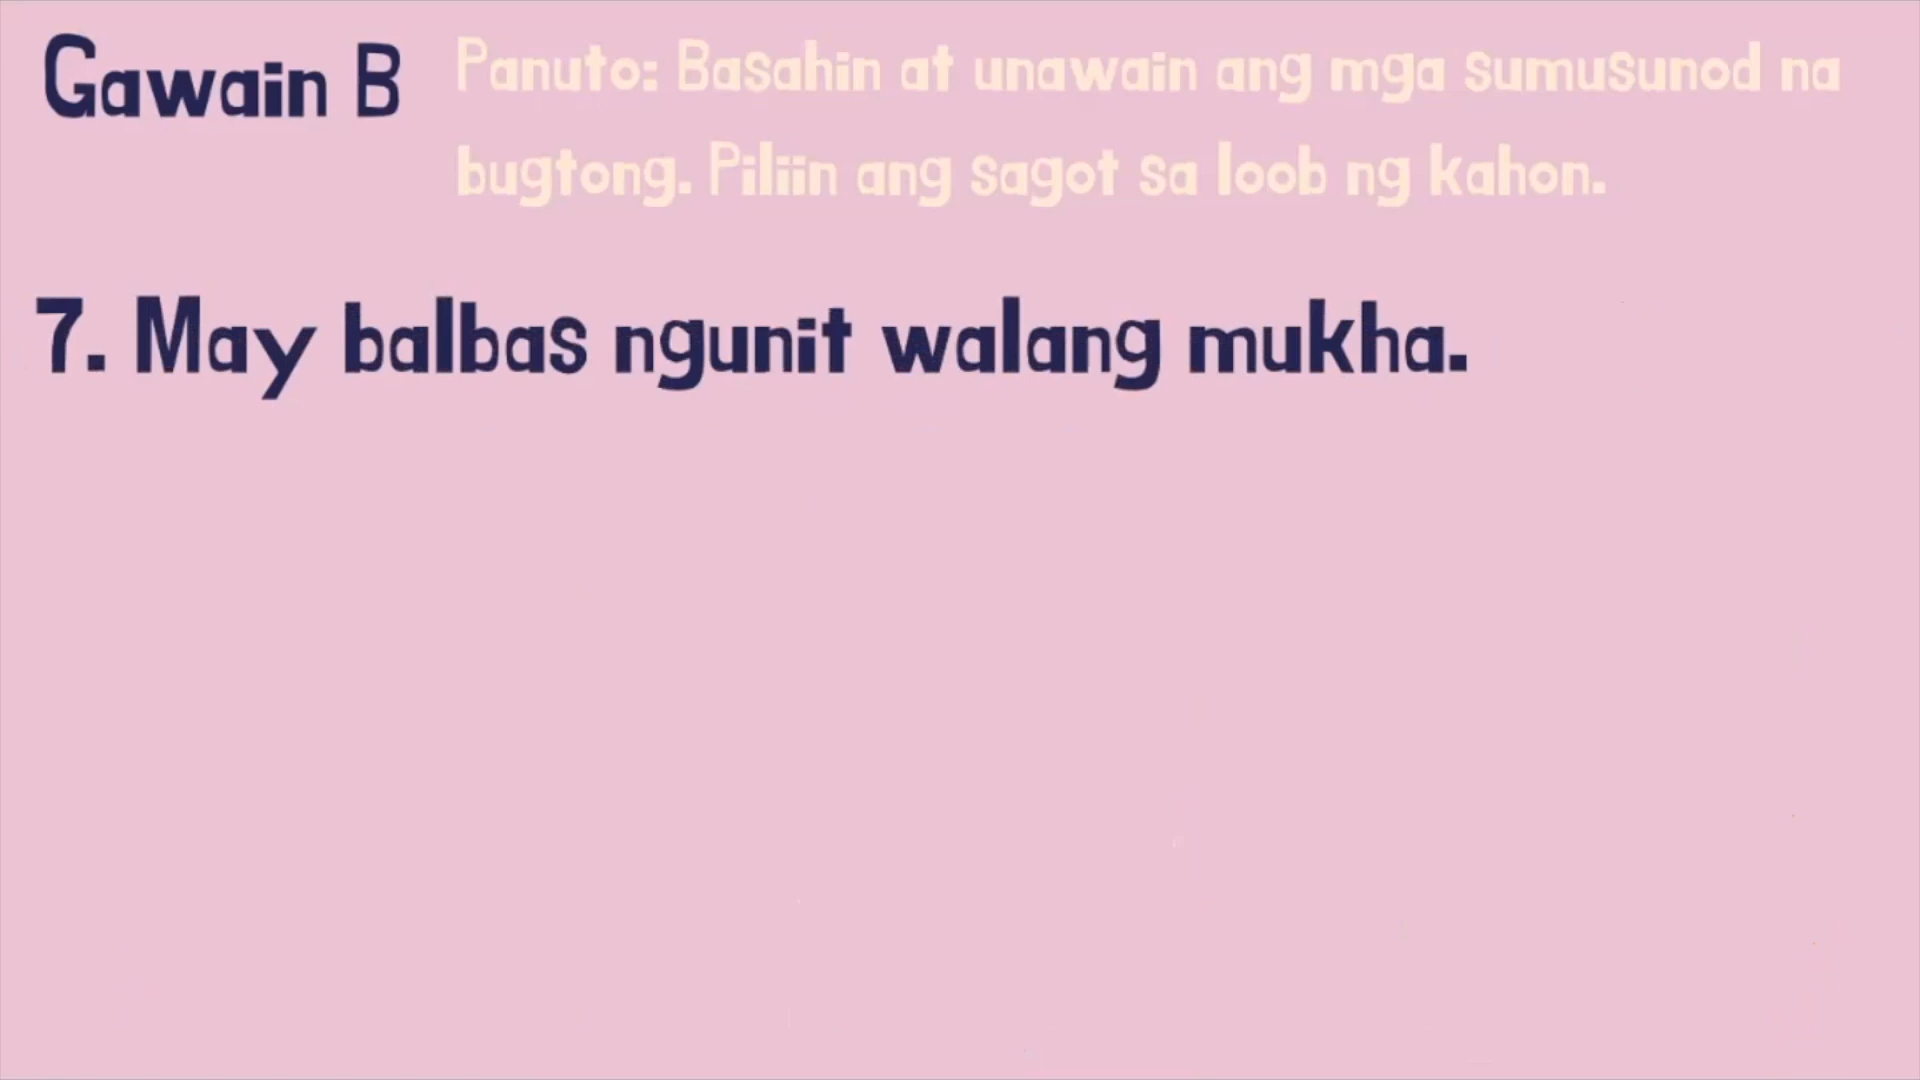 Gawain B
Panuto: Basahin at unawain ang mga sumusunod na
bugtong. Piliin ang sagot sa loob ng kahon.
7. May balbas ngunit walang mukha.